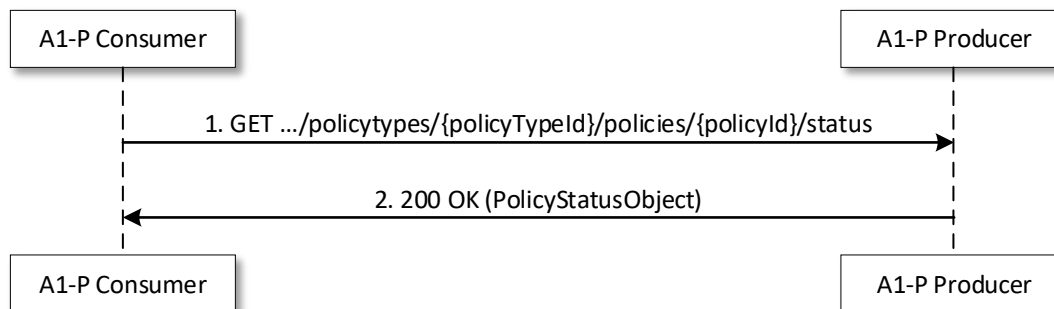 A1-P Consumer
A1-P Producer
1. GET .../policytypes/{policyTypeId}/policies/{policyId}/status
2. 200 OK (PolicyStatusObject)
A1-P Consumer
A1-P Producer